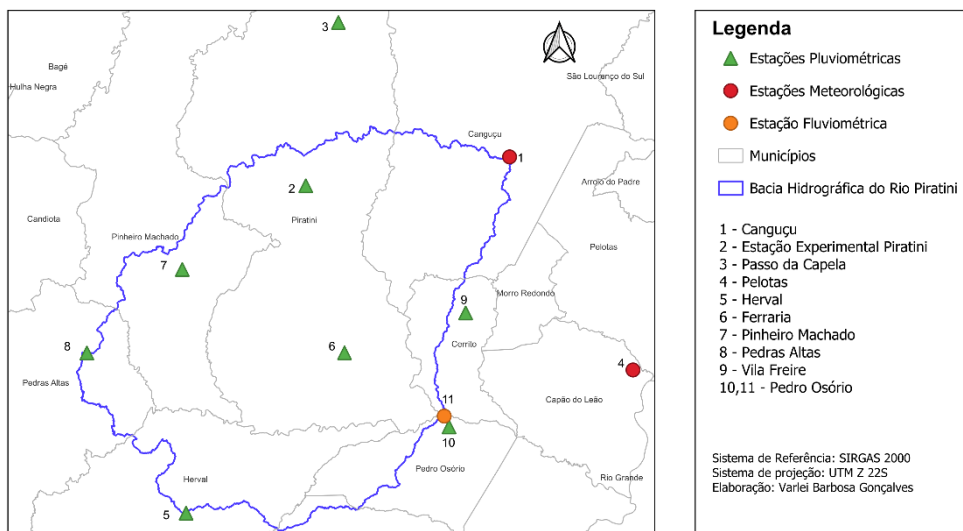 3
Bagé
Hulha Negra
São Lourenço do Sul
Canguçu
1
Arroio do Padre
2
Candiota
Piratini
Pinheiro Machado
Pelotas
7
Morro Redondo
9
8
6
Cerrito
4
Pedras Altas
Capão do Leão
11
10
Pedro Osório
Herval
Rio Grande
5
Legenda
Estações Pluviométricas
Estações Meteorológicas
Estação Fluviométrica
Municípios
Bacia Hidrográfica do Rio Piratini
1 - Canguçu
2 - Estação Experimental Piratini
3 - Passo da Capela
4 - Pelotas
5 - Herval
6 - Ferraria
7 - Pinheiro Machado
8 - Pedras Altas
9 - Vila Freire
10,11 - Pedro Osório
Sistema de Referência: SIRGAS 2000
Sistema de projeção: UTM Z 22S
Elaboração: Varlei Barbosa Gonçalves